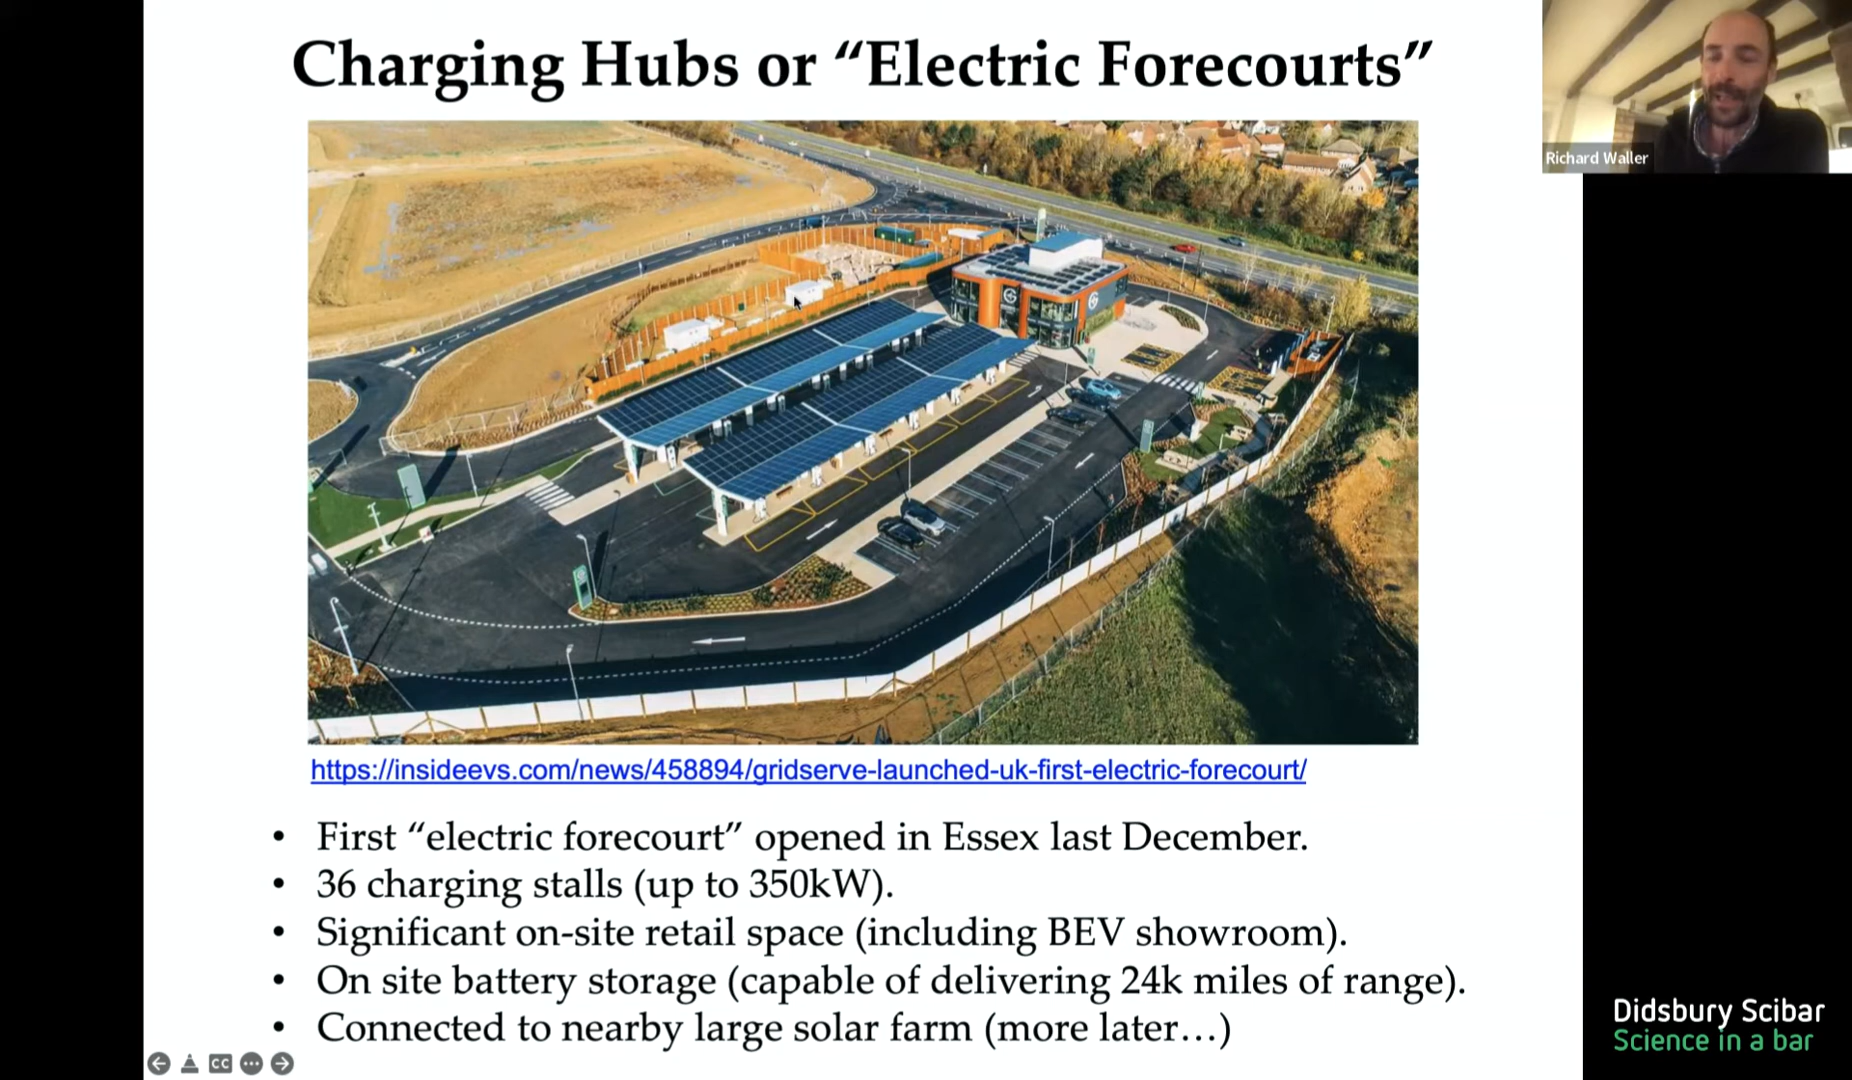 Charging Hubs or “Electric Forecourts”
Richard Waller
https://insideevs.com/news/458894/gridserve-launched-uk-first-electric-forecourt/
• First “electric forecourt” opened in Essex last December.
• 36 charging stalls (up to 350kW).
• Significant on-site retail space (including BEV showroom).
• On site battery storage (capable of delivering 24k miles of range).
• Connected to nearby large solar farm (more later…)
CC
Didsbury Scibar
Science in a bar